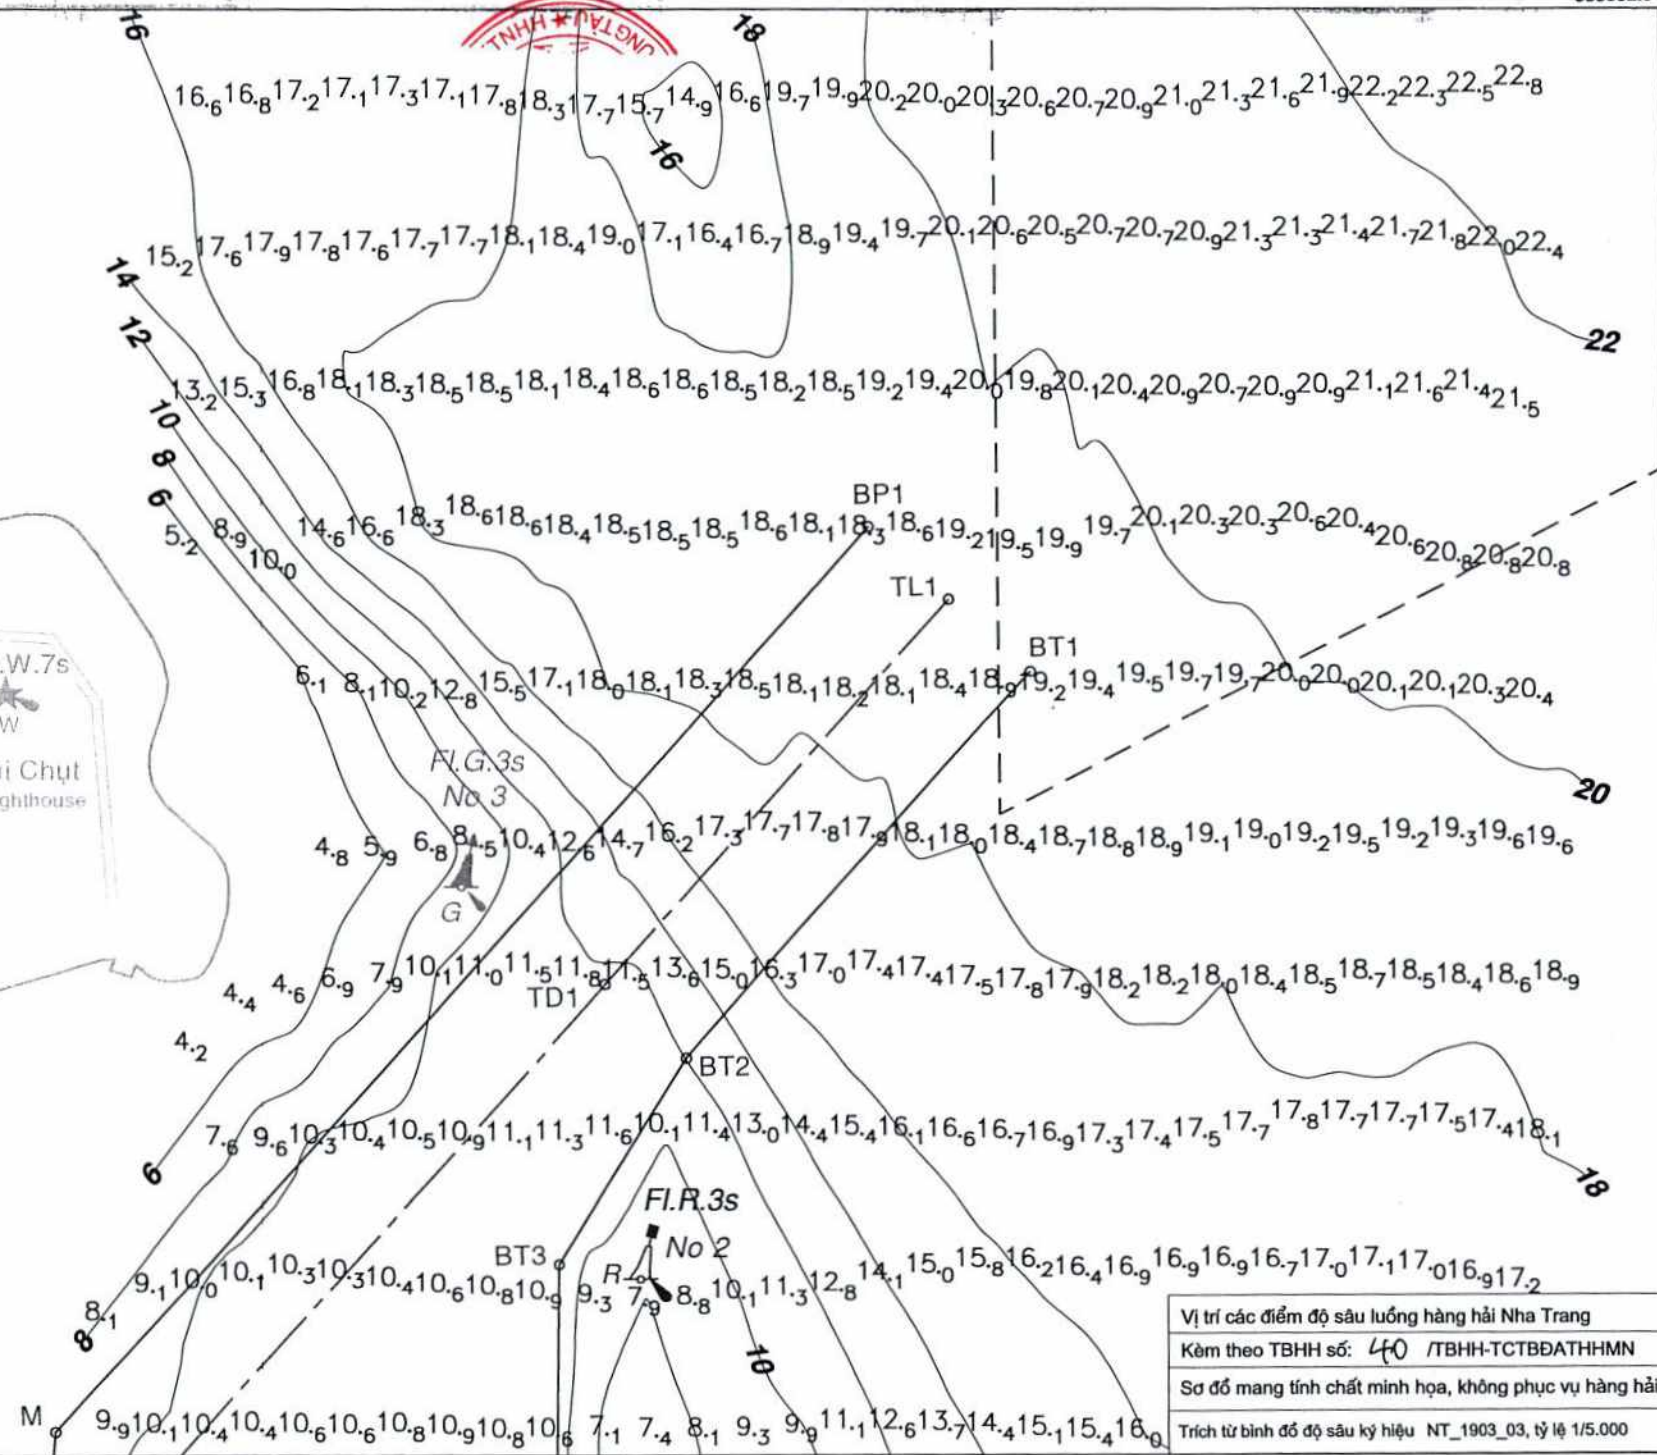 TNHH ★
16
18
16.6 16.8 17.2 17.1 17.3 17.1 17.8 18.3 17.7 15.7 14.9 16.6 19.7 19.9 20.2 20.0 20.3 20.6 20.7 20.9 21.0 21.3 21.6 21.9 22.2 22.3 22.5 22.8
16
15.2 17.6 17.9 17.8 17.6 17.7 17.7 18.1 18.4 19.0 17.1 16.4 16.7 18.9 19.4 19.7 20.1 20.6 20.5 20.7 20.7 20.9 21.3 21.3 21.4 21.7 21.8 22.0 22.4
14
12
22
13.2 15.3 16.8 18.1 18.3 18.5 18.5 18.1 18.4 18.6 18.6 18.5 18.2 18.5 19.2 19.4 20.0 19.8 20.1 20.4 20.9 20.7 20.9 20.9 21.1 21.6 21.4 21.5
10
8
6
BP1
5.2 8.9 10.0 14.6 16.6 18.3 18.6 18.6 18.4 18.5 18.5 18.5 18.6 18.1 18.3 18.6 19.2 19.5 19.9 19.7 20.1 20.3 20.3 20.6 20.4 20.6 20.8 20.8 20.8
TL1
BT1
.W.7s
6.1 8.1 10.2 12.8 15.5 17.1 18.0 18.1 18.3 18.5 18.1 18.2 18.1 18.4 18.9 19.2 19.4 19.5 19.7 19.7 20.0 20.0 20.1 20.1 20.3 20.4
W
Fl.G.3s
i Chụt
No 3
ghthouse
20
4.8 5.9 6.8 8.5 10.4 12.6 14.7 16.2 17.3 17.7 17.8 17.9 18.1 18.0 18.4 18.7 18.8 18.9 19.1 19.0 19.2 19.5 19.2 19.3 19.6 19.6
G
4.4 4.6 6.9 7.9 10.1 11.0 11.5 11.8 11.5 13.6 15.0 16.3 17.0 17.4 17.4 17.5 17.8 17.9 18.2 18.2 18.0 18.4 18.5 18.7 18.5 18.4 18.6 18.9
TD1
4.2
BT2
7.6 9.6 10.3 10.4 10.5 10.9 11.1 11.3 11.6 10.1 11.4 13.0 14.4 15.4 16.1 16.6 16.7 16.9 17.3 17.4 17.5 17.7 17.8 17.7 17.7 17.5 17.4 18.1
6
18
Fl.R.3s
No 2
BT3
R
8.1 9.1 10.0 10.1 10.3 10.3 10.4 10.6 10.8 10.9 9.3 7.9 8.8 10.1 11.3 12.8 14.1 15.0 15.8 16.2 16.4 16.9 16.9 16.9 16.7 17.0 17.1 17.0 16.9 17.2
8
10
M
9.9 10.1 10.4 10.4 10.6 10.6 10.8 10.9 10.8 10.6 7.1 7.4 8.1 9.3 9.9 11.1 12.6 13.7 14.4 15.1 15.4 16.0
Vị trí các điểm độ sâu luồng hàng hải Nha Trang
Kèm theo TBHH số: 40 /TBHH-TCTBĐATHHMN
Sơ đồ mang tính chất minh họa, không phục vụ hàng hải
Trích từ bình đồ độ sâu ký hiệu NT_1903_03, tỷ lệ 1/5.000